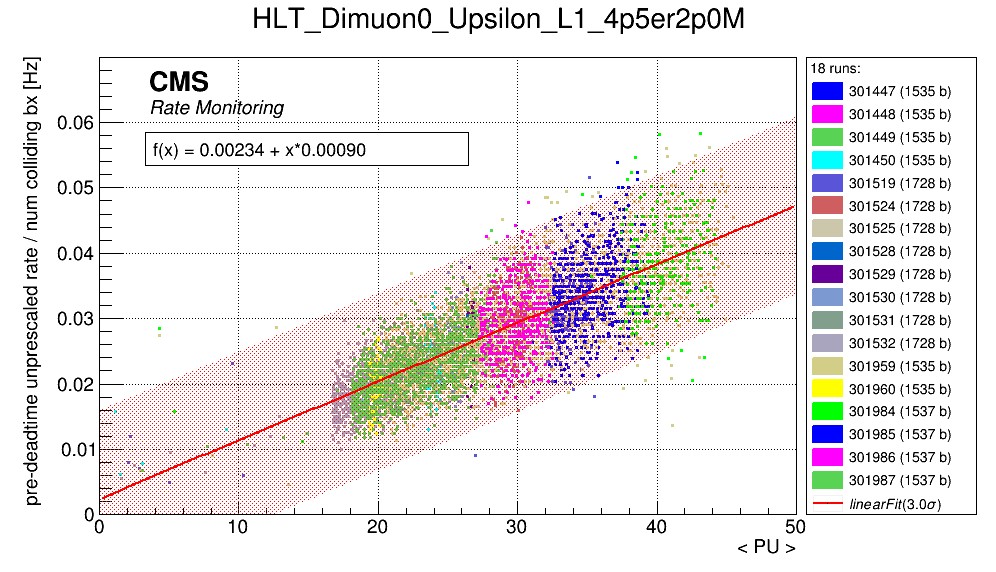 HLT_Dimuon0_Upsilon_L1_4p5er2p0M
pre-deadtime unprescaled rate / num colliding bx [Hz]
CMS
Rate Monitoring
f(x) = 0.00234 + x*0.00090
0.06
0.05
0.04
0.03
0.02
0.01
0
0 10 20 30 40 50
< PU >
18 runs:
301447 (1535 b)
301448 (1535 b)
301449 (1535 b)
301450 (1535 b)
301519 (1728 b)
301524 (1728 b)
301525 (1728 b)
301528 (1728 b)
301529 (1728 b)
301530 (1728 b)
301531 (1728 b)
301532 (1728 b)
301959 (1535 b)
301960 (1535 b)
301984 (1537 b)
301985 (1537 b)
301986 (1537 b)
301987 (1537 b)
linearFit(3.0σ)